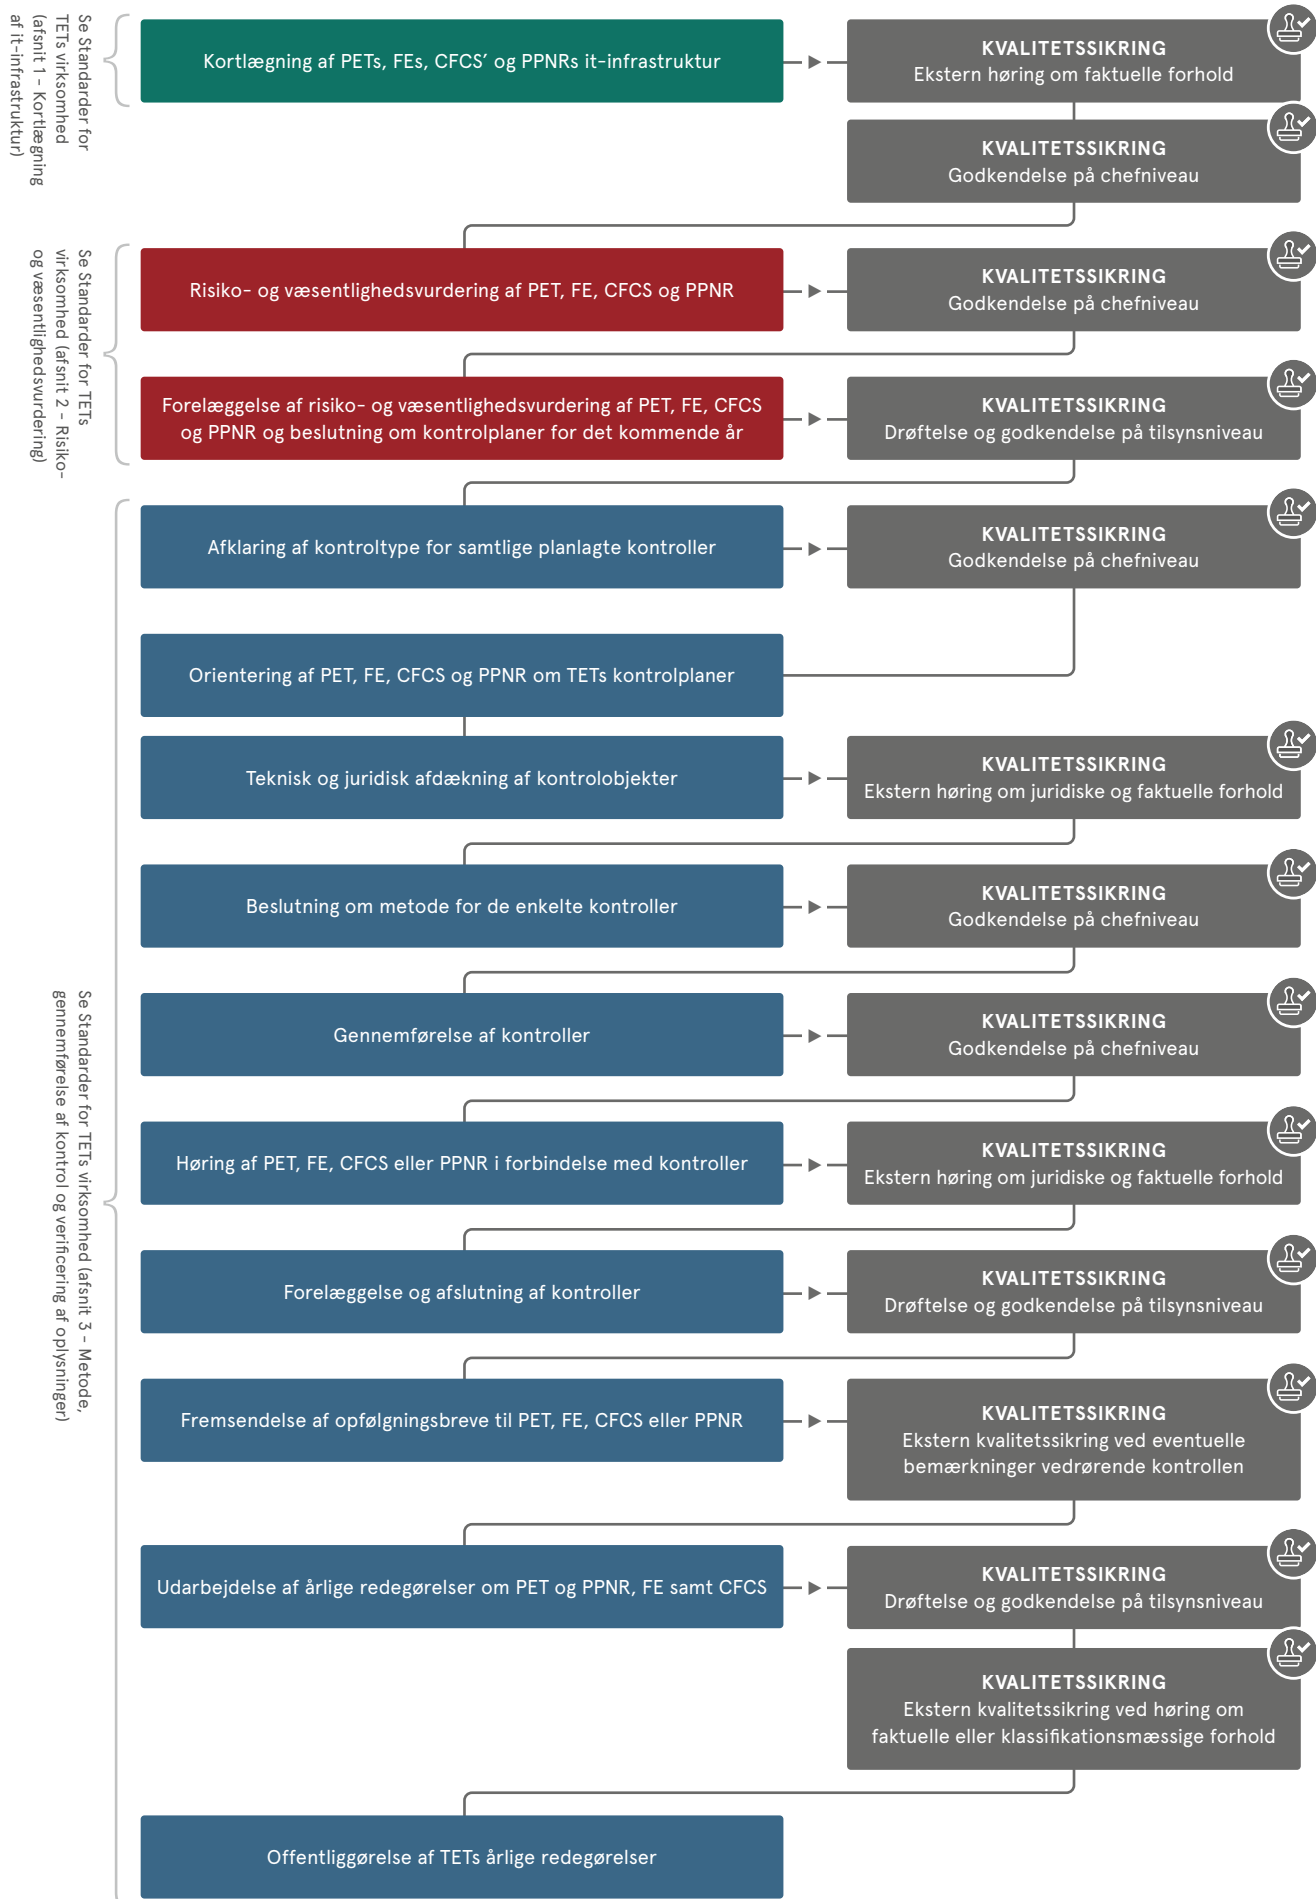 Se Standarder for
TETs virksomhed
(afsnit 1 - Kortlægning
af it-infrastruktur)
Kortlægning af PETs, FEs, CFCS’ og PPNRs it-infrastruktur
KVALITETSSIKRING
Ekstern høring om faktuelle forhold
KVALITETSSIKRING
Godkendelse på chefniveau
Se Standarder for TETs
virksomhed (afsnit 2 - Risiko-
og væsentlighedsvurdering)
Risiko- og væsentlighedsvurdering af PET, FE, CFCS og PPNR
KVALITETSSIKRING
Godkendelse på chefniveau
Forelæggelse af risiko- og væsentlighedsvurdering af PET, FE, CFCS
og PPNR og beslutning om kontrolplaner for det kommende år
KVALITETSSIKRING
Drøftelse og godkendelse på tilsynsniveau
Se Standarder for TETs virksomhed (afsnit 3 - Metode,
gennemførelse af kontrol og verificering af oplysninger)
Afklaring af kontroltype for samtlige planlagte kontroller
KVALITETSSIKRING
Godkendelse på chefniveau
Orientering af PET, FE, CFCS og PPNR om TETs kontrolplaner
Teknisk og juridisk afdækning af kontrolobjekter
KVALITETSSIKRING
Ekstern høring om juridiske og faktuelle forhold
Beslutning om metode for de enkelte kontroller
KVALITETSSIKRING
Godkendelse på chefniveau
Gennemførelse af kontroller
KVALITETSSIKRING
Godkendelse på chefniveau
Høring af PET, FE, CFCS eller PPNR i forbindelse med kontroller
KVALITETSSIKRING
Ekstern høring om juridiske og faktuelle forhold
Forelæggelse og afslutning af kontroller
KVALITETSSIKRING
Drøftelse og godkendelse på tilsynsniveau
Fremsendelse af opfølgningsbreve til PET, FE, CFCS eller PPNR
KVALITETSSIKRING
Ekstern kvalitetssikring ved eventuelle
bemærkninger vedrørende kontrollen
Udarbejdelse af årlige redegørelser om PET og PPNR, FE samt CFCS
KVALITETSSIKRING
Drøftelse og godkendelse på tilsynsniveau
KVALITETSSIKRING
Ekstern kvalitetssikring ved høring om
faktuelle eller klassifikationsmæssige forhold
Offentliggørelse af TETs årlige redegørelser